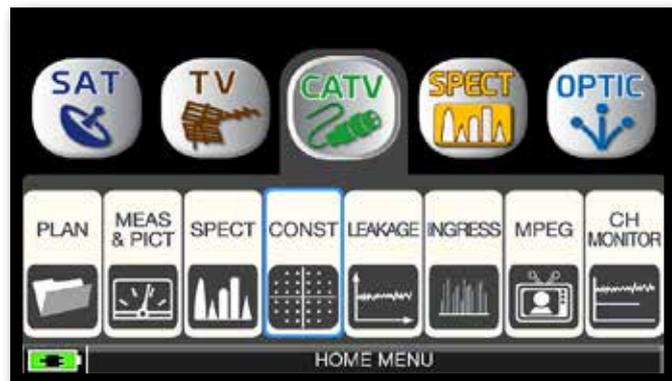 SAT
TV
CATV
SPECT
OPTIC
PLAN
MEAS
& PICT
SPECT
CONST
LEAKAGE
INGRESS
MPEG
CH
MONITOR
HOME MENU